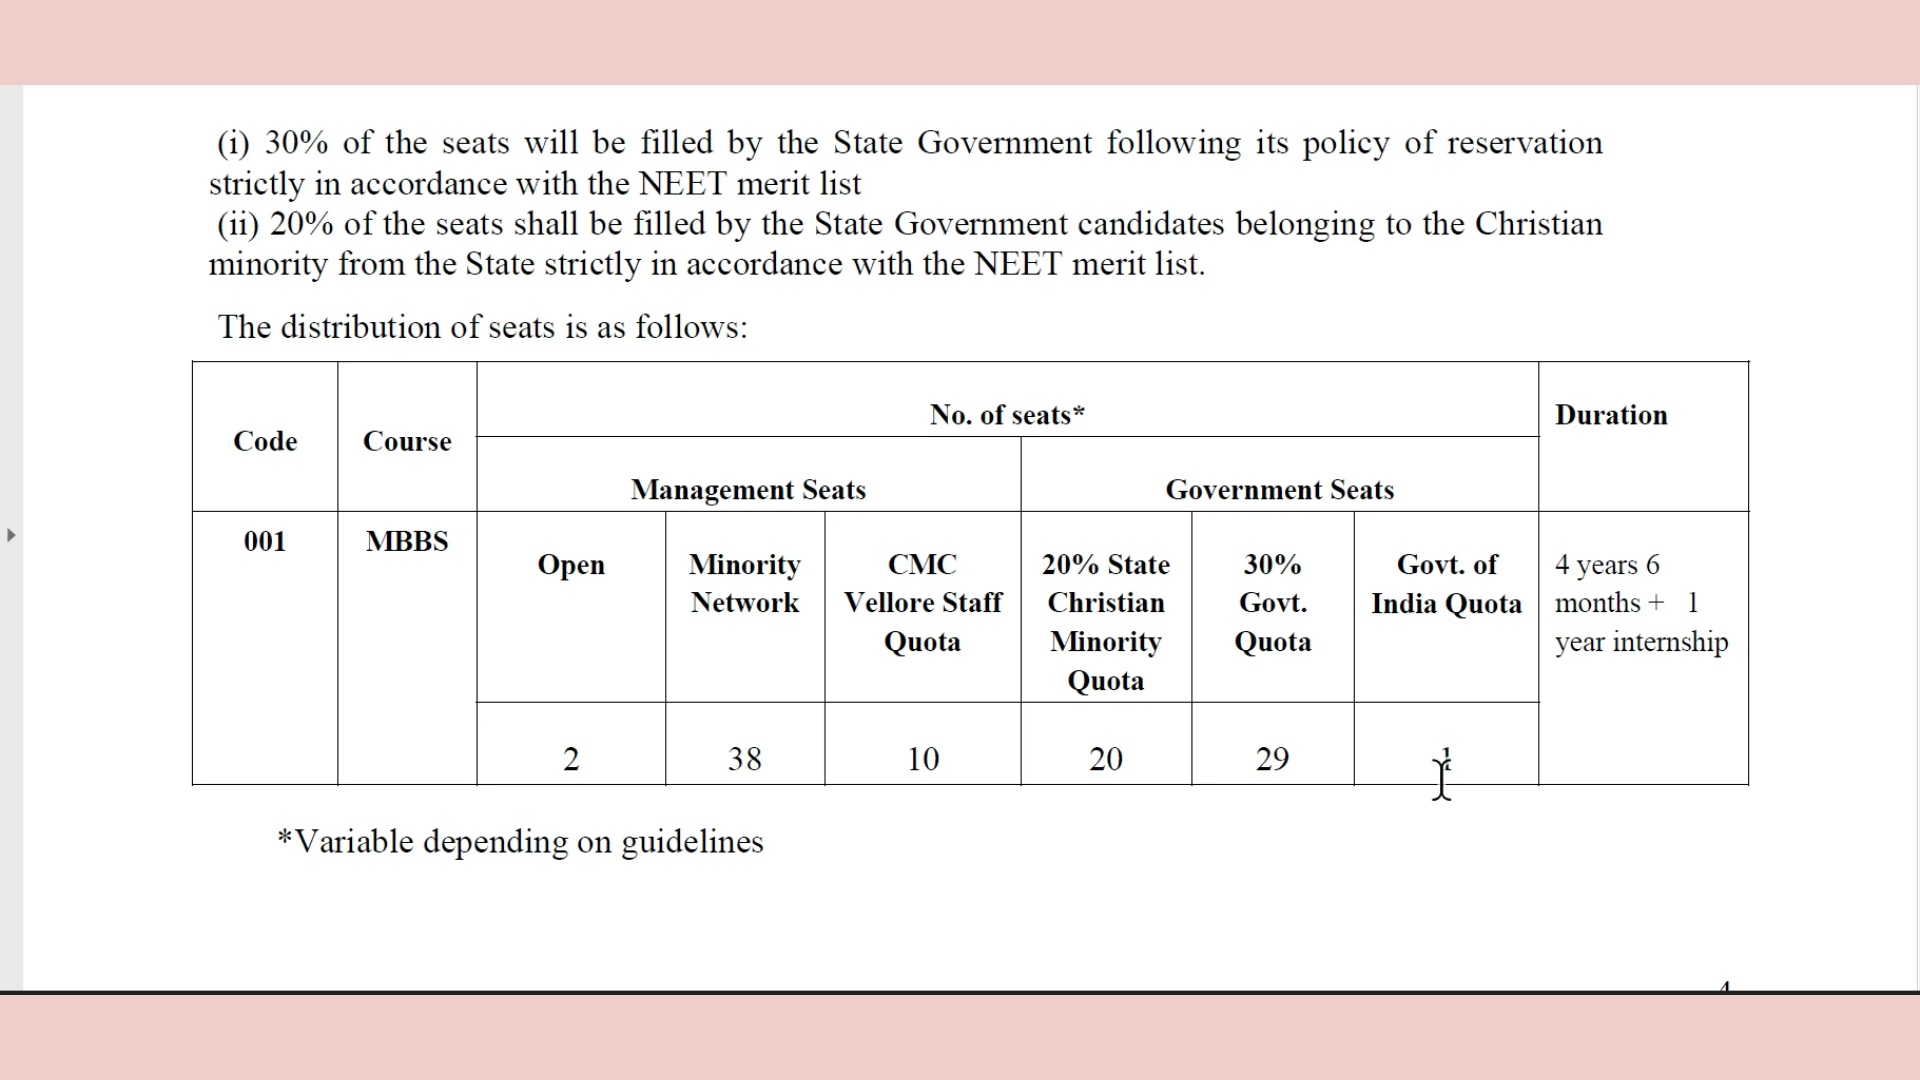 (i) 30% of the seats will be filled by the State Government following its policy of reservation
strictly in accordance with the NEET merit list
(ii) 20% of the seats shall be filled by the State Government candidates belonging to the Christian
minority from the State strictly in accordance with the NEET merit list.
The distribution of seats is as follows:
Code
Course
No. of seats*
Duration
Management Seats
Government Seats
001
MBBS
Open
Minority
Network
CMC
Vellore Staff
Quota
20% State
Christian
Minority
Quota
30%
Govt.
Quota
Govt. of
India Quota
4 years 6
months + 1
year internship
2
38
10
20
29
1
*Variable depending on guidelines
4